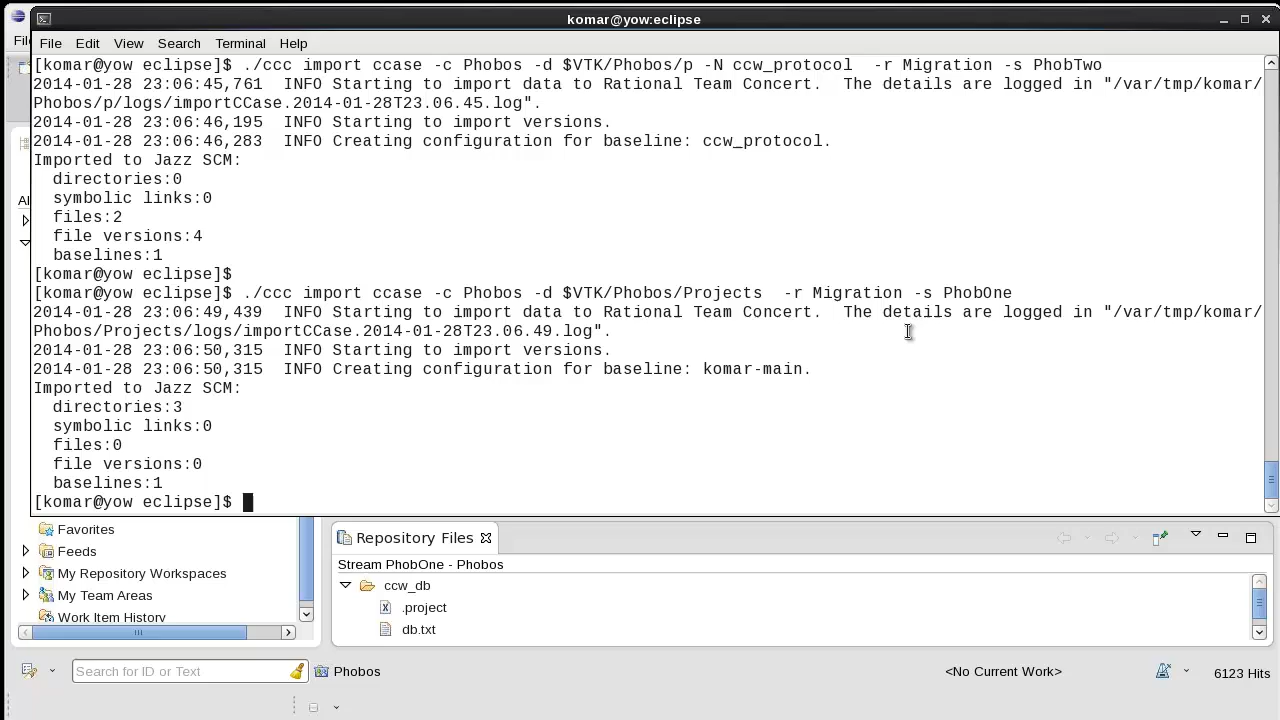 komar@yow:eclipse
File Edit View Search Terminal Help
[komar@yow eclipse]$ ./ccc import ccase -c Phobos -d $VTK/Phobos/p -N ccw_protocol  -r Migration -s PhobTwo
2014-01-28 23:06:45,761  INFO Starting to import data to Rational Team Concert.  The details are logged in "/var/tmp/komar/
Phobos/p/logs/importCCase.2014-01-28T23.06.45.log".
2014-01-28 23:06:46,195  INFO Starting to import versions.
2014-01-28 23:06:46,283  INFO Creating configuration for baseline: ccw_protocol.
Imported to Jazz SCM:
directories:0
symbolic links:0
files:2
file versions:4
baselines:1
[komar@yow eclipse]$
[komar@yow eclipse]$ ./ccc import ccase -c Phobos -d $VTK/Phobos/Projects  -r Migration -s PhobOne
2014-01-28 23:06:49,439  INFO Starting to import data to Rational Team Concert.  The details are logged in "/var/tmp/komar/
Phobos/Projects/logs/importCCase.2014-01-28T23.06.49.log".
2014-01-28 23:06:50,315  INFO Starting to import versions.
2014-01-28 23:06:50,315  INFO Creating configuration for baseline: komar-main.
Imported to Jazz SCM:
directories:3
symbolic links:0
files:0
file versions:0
baselines:1
[komar@yow eclipse]$
Favorites
Feeds
My Repository Workspaces
My Team Areas
Work Item History
Repository Files
Stream PhobOne - Phobos
ccw_db
.project
db.txt
Search for ID or Text
Phobos
<No Current Work>
6123 Hits